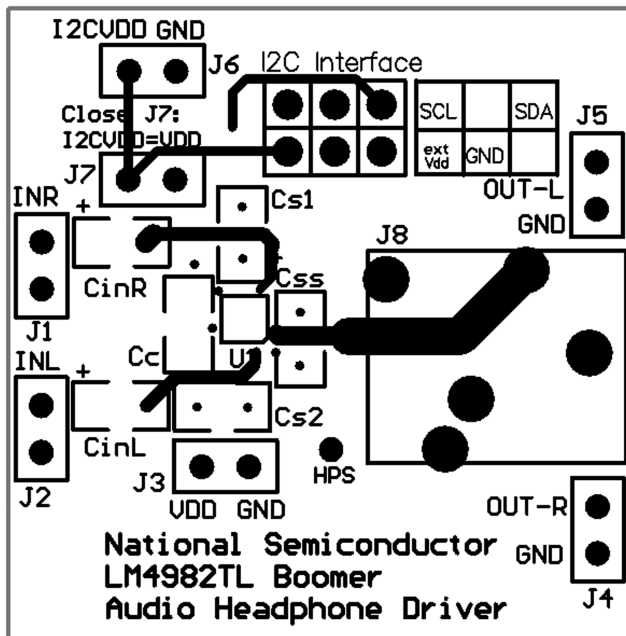 I2CVDD GND
J6
I2C Interface
Close J7:
I2CVDD=VDD
SCL SDA
ext
Vdd GND
J5
J7
OUT-L
GND
INR
+
Cs1
CinR
J1
Css
+
J8
Cc
U1
INL
+
CinL
J2
Cs2
J3
VDD GND
HPS
OUT-R
GND
J4
National Semiconductor
LM4982TL Boomer
Audio Headphone Driver